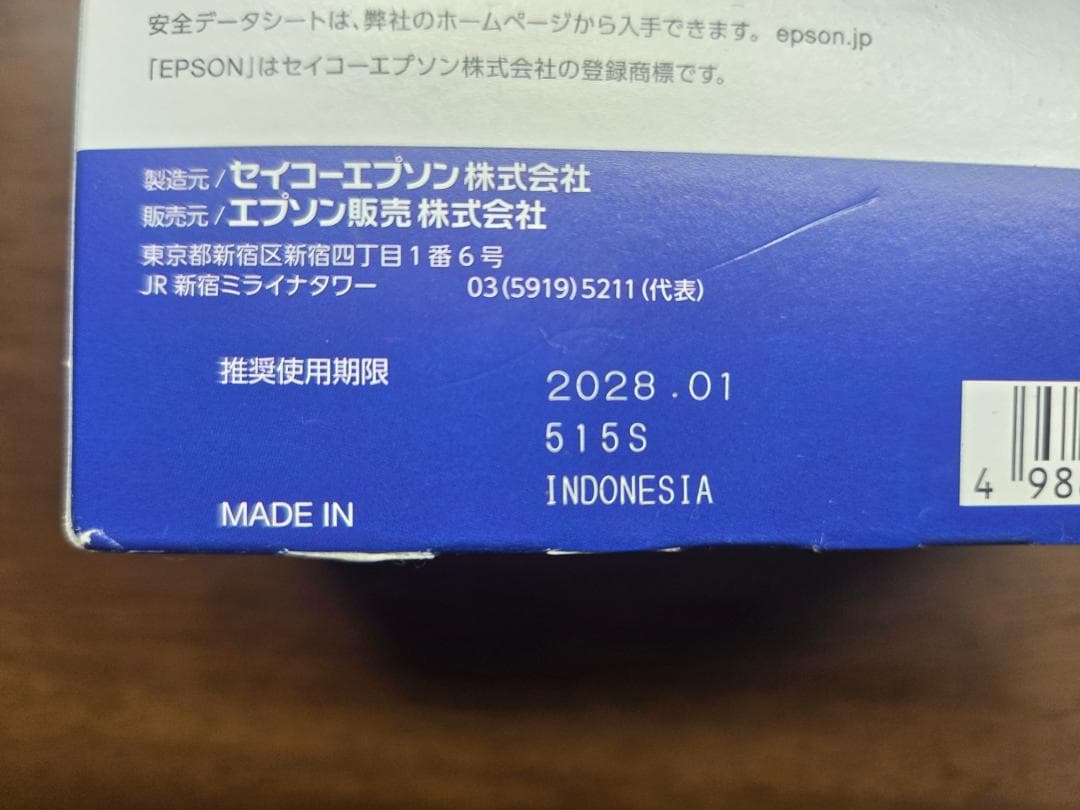 安全データシートは、弊社のホームページから入手できます。epson.jp
「EPSON」はセイコーエプソン株式会社の登録商標です。
製造元/セイコーエプソン株式会社
販売元/エプソン販売株式会社
東京都新宿区新宿四丁目1番6号
JR新宿ミライナタワー 03(5919)5211(代表)
推奨使用期限 2028.01
515S
MADE IN INDONESIA
4 98